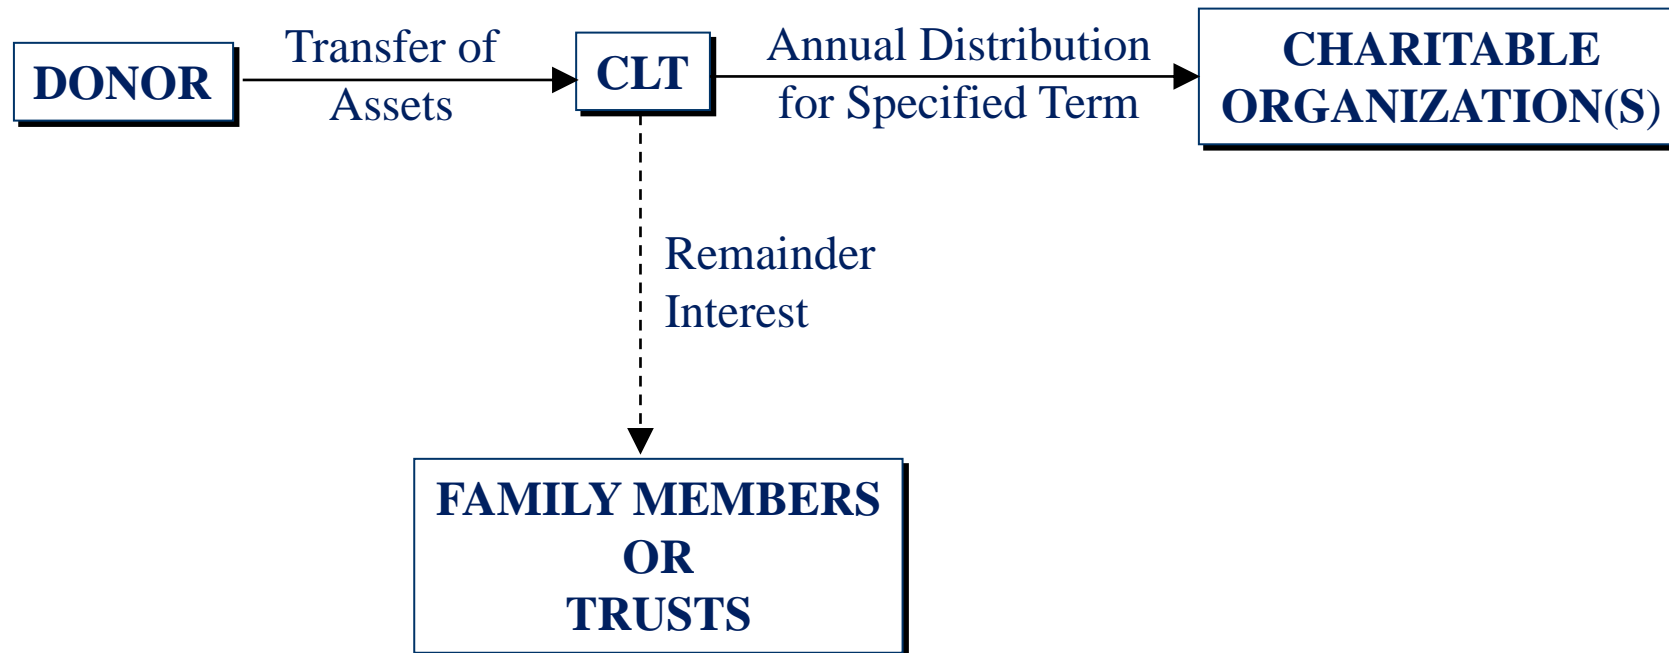 DONOR
Transfer of
Assets
CLT
Annual Distribution
for Specified Term
CHARITABLE
ORGANIZATION(S)
Remainder
Interest
FAMILY MEMBERS
OR
TRUSTS